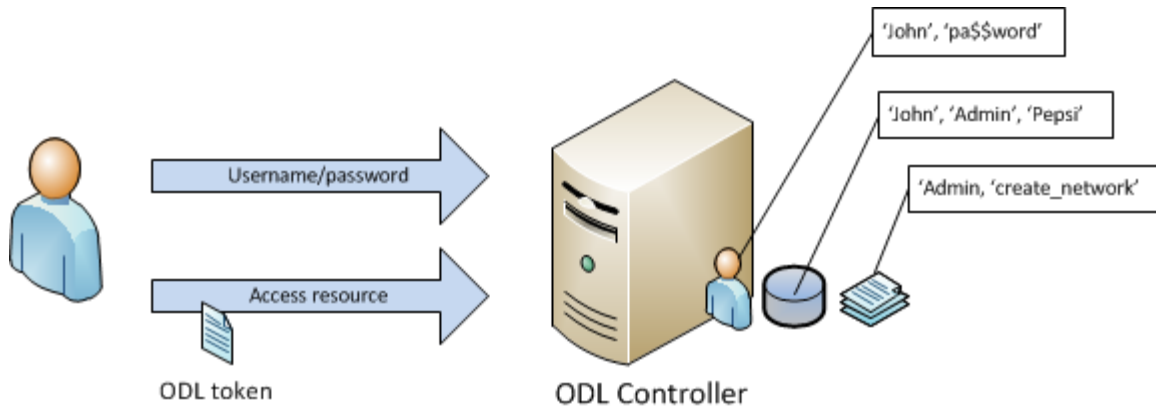 'John', 'pa$$word'
'John', 'Admin', 'Pepsi'
Username/password
'Admin, 'create_network'
Access resource
ODL token
ODL Controller